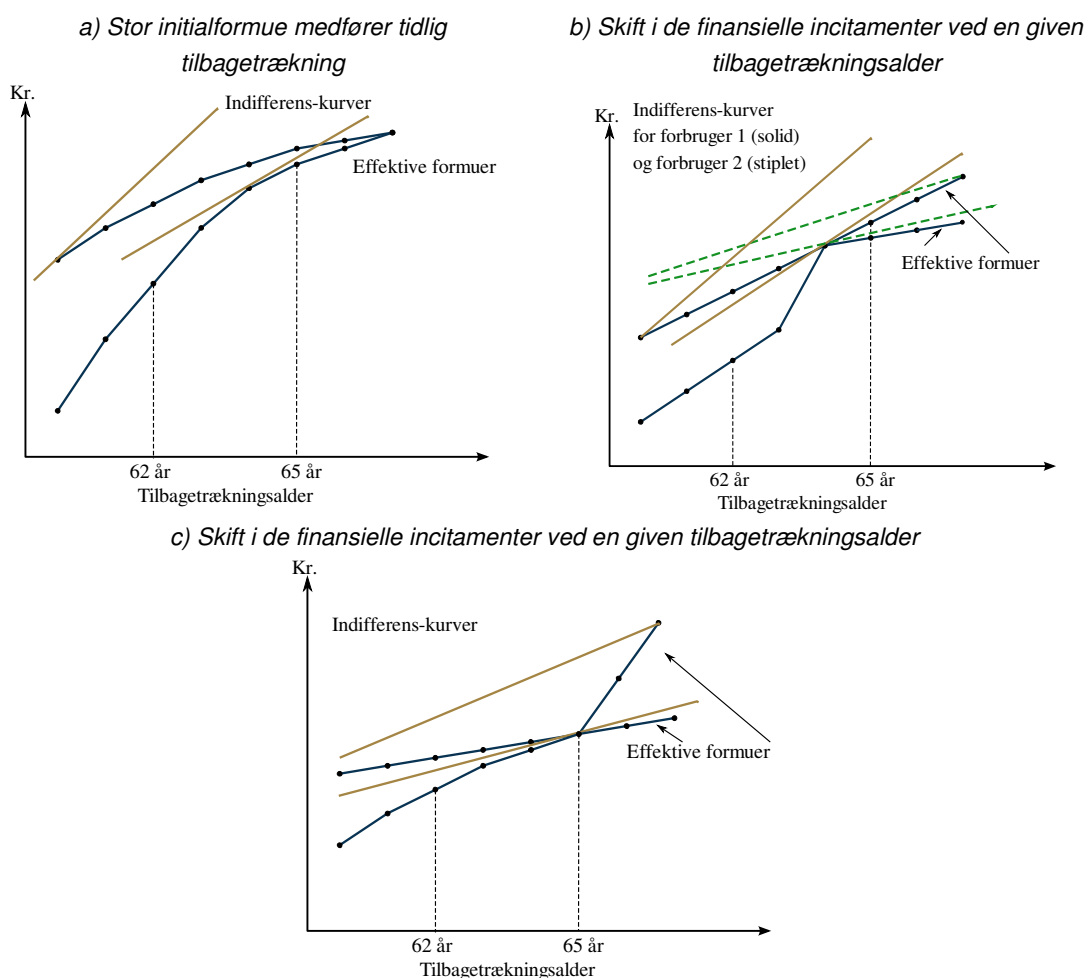 a) Stor initialformue medfører tidlig
tilbagetrækning
Kr.
Indifferens-kurver
Effektive formuer
62 år
65 år
Tilbagetrækningsalder
b) Skift i de finansielle incitamenter ved en given
tilbagetrækningsalder
Kr.
Indifferens-kurver
for forbruger 1 (solid)
og forbruger 2 (stiplet)
Effektive formuer
62 år
65 år
Tilbagetrækningsalder
c) Skift i de finansielle incitamenter ved en given tilbagetrækningsalder
Kr.
Indifferens-kurver
Effektive formuer
62 år
65 år
Tilbagetrækningsalder